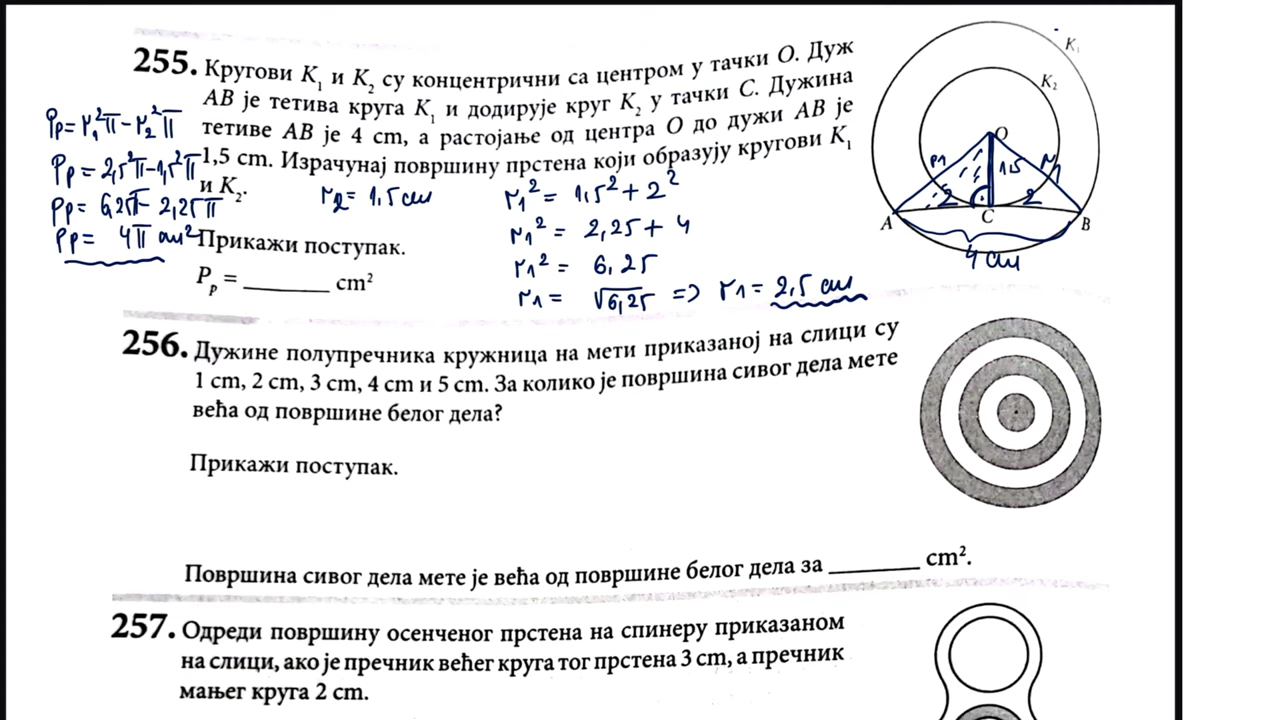 255. Кругови K₁ и K₂ су концентрични са центром у тачки O. Дуж
AB је тетива круга K₁ и додирује круг K₂ у тачки C. Дужина
тетиве AB је 4 cm, а растојање од центра O до дужи AB је
1,5 cm. Израчунај површину прстена који образују кругови K₁
и K₂.
Pp = r₁²π − r₂²π
Pp = 2,5²π − 1,5²π
Pp = 6,25π − 2,25π
Pp = 4π cm²
r₂ = 1,5 cm
r₁² = 1,5² + 2²
r₁² = 2,25 + 4
r₁² = 6,25
r₁ = √6,25 => r₁ = 2,5 cm
Прикажи поступак.
Pₚ = ________ cm²
K₁
K₂
O
r₁ 1,5 r₁
2 2
A C B
4 cm
256. Дужине полупречника кружница на мети приказаној на слици су
1 cm, 2 cm, 3 cm, 4 cm и 5 cm. За колико је површина сивог дела мете
већа од површине белог дела?
Прикажи поступак.
Површина сивог дела мете је већа од површине белог дела за ________ cm².
257. Одреди површину осенченог прстена на спинеру приказаном
на слици, ако је пречник већег круга тог прстена 3 cm, а пречник
мањег круга 2 cm.